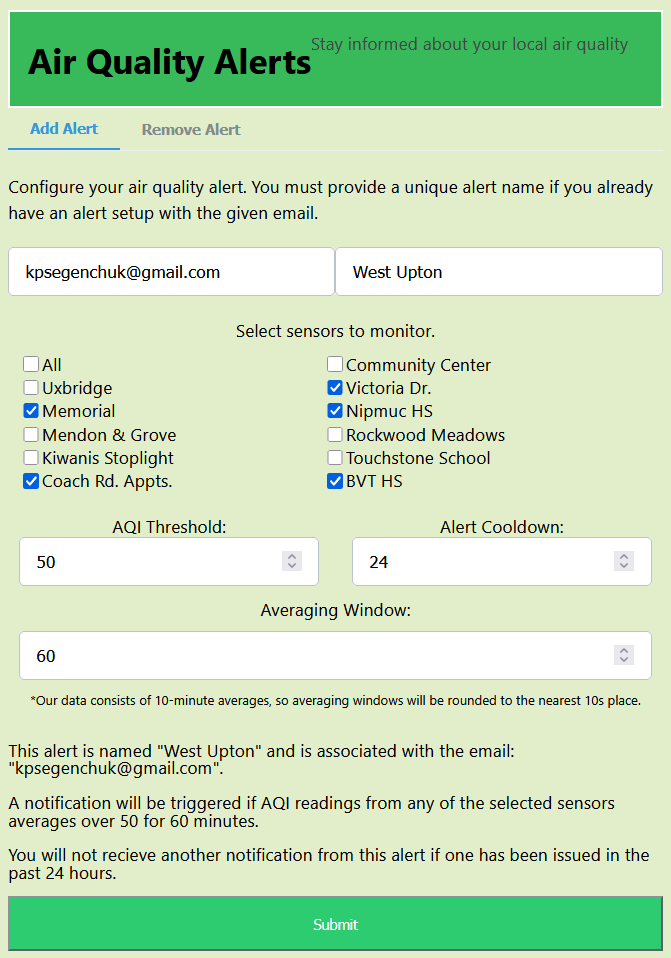 Air Quality Alerts
Stay informed about your local air quality
Add Alert
Remove Alert
Configure your air quality alert. You must provide a unique alert name if you already
have an alert setup with the given email.
kpsegenchuk@gmail.com
West Upton
Select sensors to monitor.
All
Community Center
Uxbridge
Victoria Dr.
Memorial
Nipmuc HS
Mendon & Grove
Rockwood Meadows
Kiwanis Stoplight
Touchstone School
Coach Rd. Appts.
BVT HS
AQI Threshold:
Alert Cooldown:
50
24
Averaging Window:
60
*Our data consists of 10-minute averages, so averaging windows will be rounded to the nearest 10s place.
This alert is named "West Upton" and is associated with the email:
"kpsegenchuk@gmail.com".
A notification will be triggered if AQI readings from any of the selected sensors
averages over 50 for 60 minutes.
You will not recieve another notification from this alert if one has been issued in the
past 24 hours.
Submit